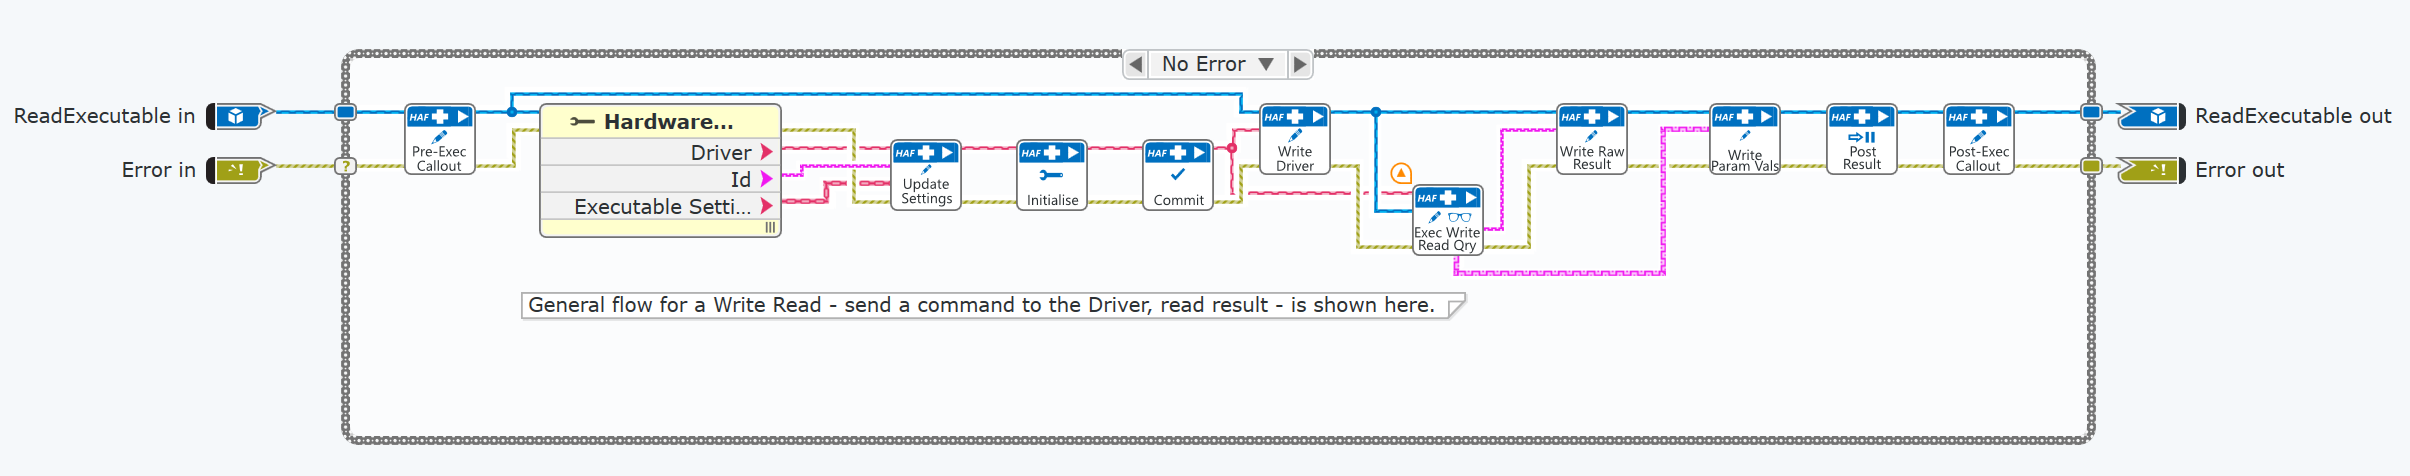 No Error
ReadExecutable in
Error in
HAF
Pre-Exec
Callout
Hardware...
Driver
Id
Executable Setti...
HAF
Update
Settings
HAF
Initialise
HAF
Commit
HAF
Write
Driver
HAF
Exec Write
Read Qry
HAF
Write Raw
Result
HAF
Write
Param Vals
HAF
Post
Result
HAF
Post-Exec
Callout
ReadExecutable out
Error out
?
!
!
General flow for a Write Read - send a command to the Driver, read result - is shown here.